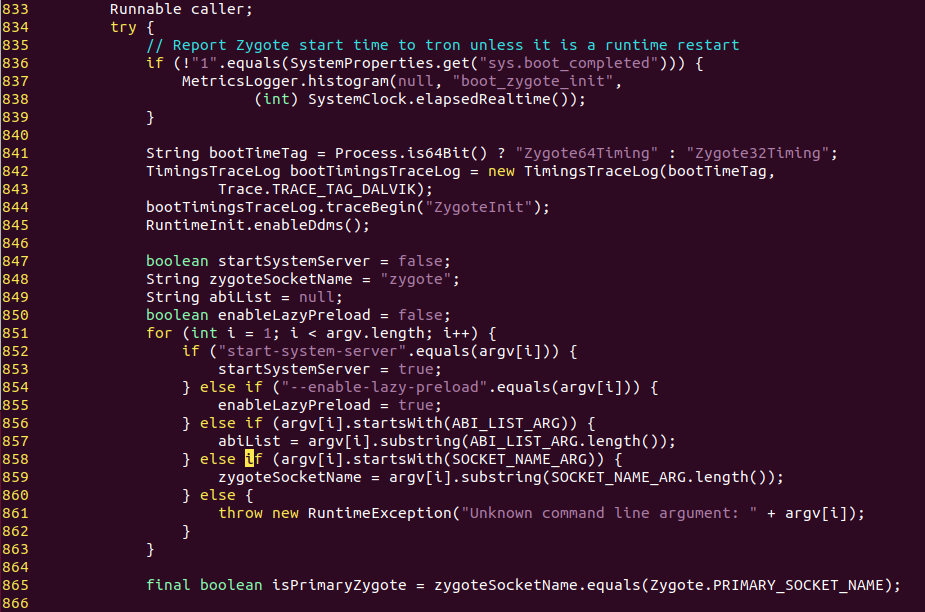 833         Runnable caller;
834         try {
835             // Report Zygote start time to tron unless it is a runtime restart
836             if (!"1".equals(SystemProperties.get("sys.boot_completed"))) {
837                 MetricsLogger.histogram(null, "boot_zygote_init",
838                         (int) SystemClock.elapsedRealtime());
839             }
840
841             String bootTimeTag = Process.is64Bit() ? "Zygote64Timing" : "Zygote32Timing";
842             TimingsTraceLog bootTimingsTraceLog = new TimingsTraceLog(bootTimeTag,
843                     Trace.TRACE_TAG_DALVIK);
844             bootTimingsTraceLog.traceBegin("ZygoteInit");
845             RuntimeInit.enableDdms();
846
847             boolean startSystemServer = false;
848             String zygoteSocketName = "zygote";
849             String abiList = null;
850             boolean enableLazyPreload = false;
851             for (int i = 1; i < argv.length; i++) {
852                 if ("start-system-server".equals(argv[i])) {
853                     startSystemServer = true;
854                 } else if ("--enable-lazy-preload".equals(argv[i])) {
855                     enableLazyPreload = true;
856                 } else if (argv[i].startsWith(ABI_LIST_ARG)) {
857                     abiList = argv[i].substring(ABI_LIST_ARG.length());
858                 } else if (argv[i].startsWith(SOCKET_NAME_ARG)) {
859                     zygoteSocketName = argv[i].substring(SOCKET_NAME_ARG.length());
860                 } else {
861                     throw new RuntimeException("Unknown command line argument: " + argv[i]);
862                 }
863             }
864
865             final boolean isPrimaryZygote = zygoteSocketName.equals(Zygote.PRIMARY_SOCKET_NAME);
866